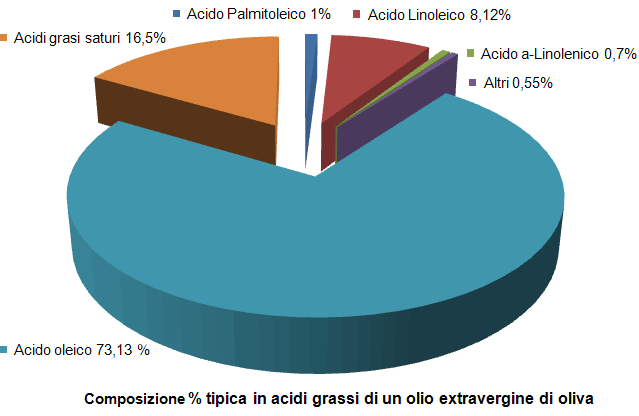 Acido Palmitoleico 1%
Acido Linoleico 8,12%
Acidi grasi saturi 16,5%
Acido a-Linolenico 0,7%
Altri 0,55%
Acido oleico 73,13 %
Composizione % tipica in acidi grassi di un olio extravergine di oliva